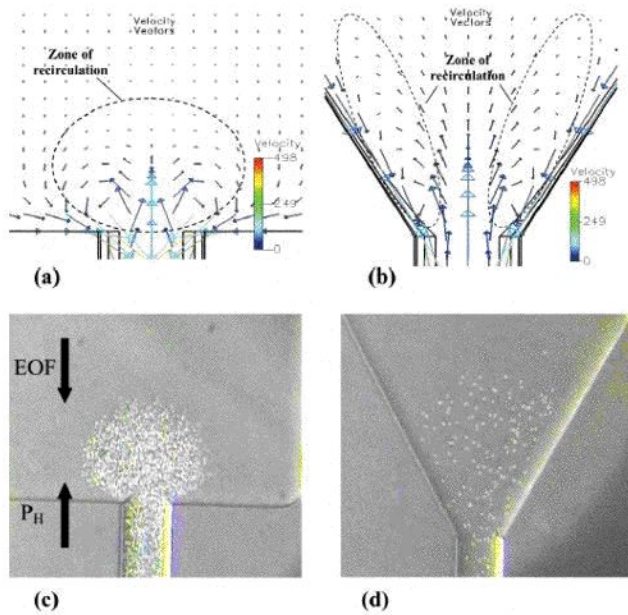 Velocity
Vectors
Zone of
recirculation
Velocity
498
249
0
(a)
Velocity
Vectors
Zone of
recirculation
Velocity
498
249
0
(b)
EOF
PH
(c)
(d)